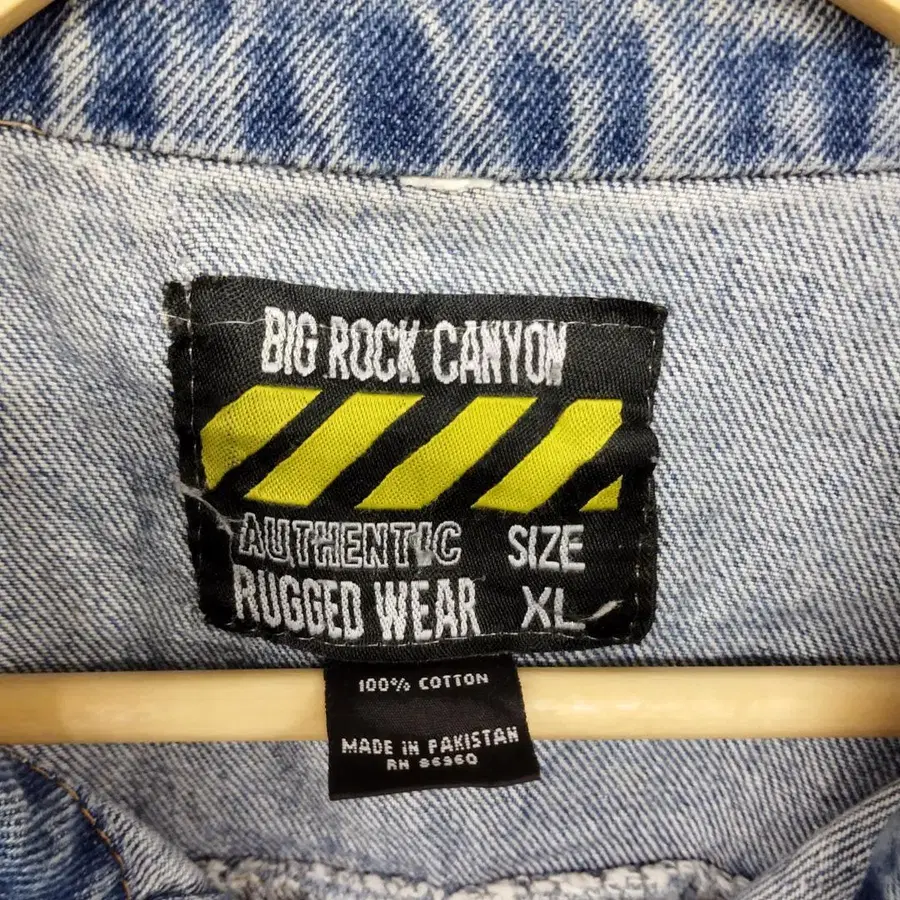 BIG ROCK CANYON
AUTHENTIC SIZE
RUGGED WEAR XL
100% COTTON
MADE IN PAKISTAN
RN 86960